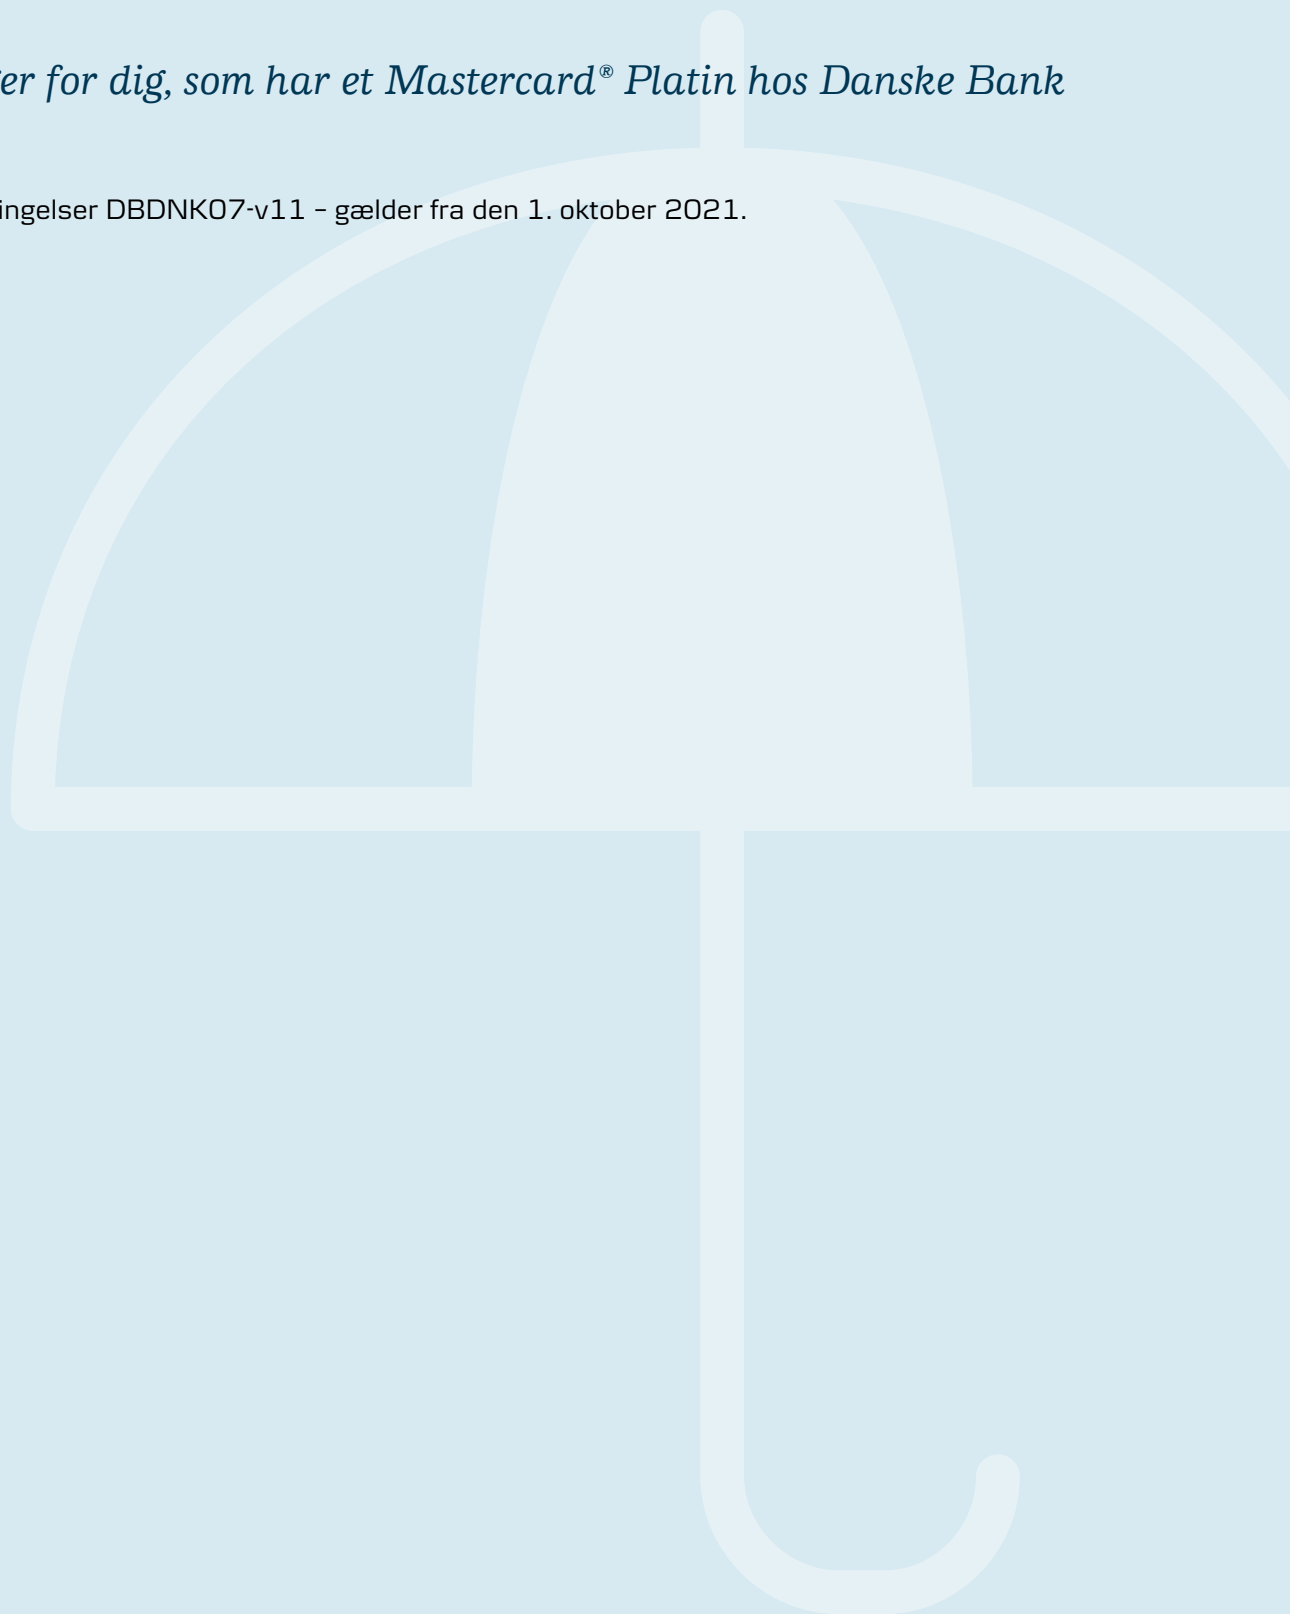 er for dig, som har et Mastercard® Platin hos Danske Bank
ingelser DBDNK07-v11 – gælder fra den 1. oktober 2021.